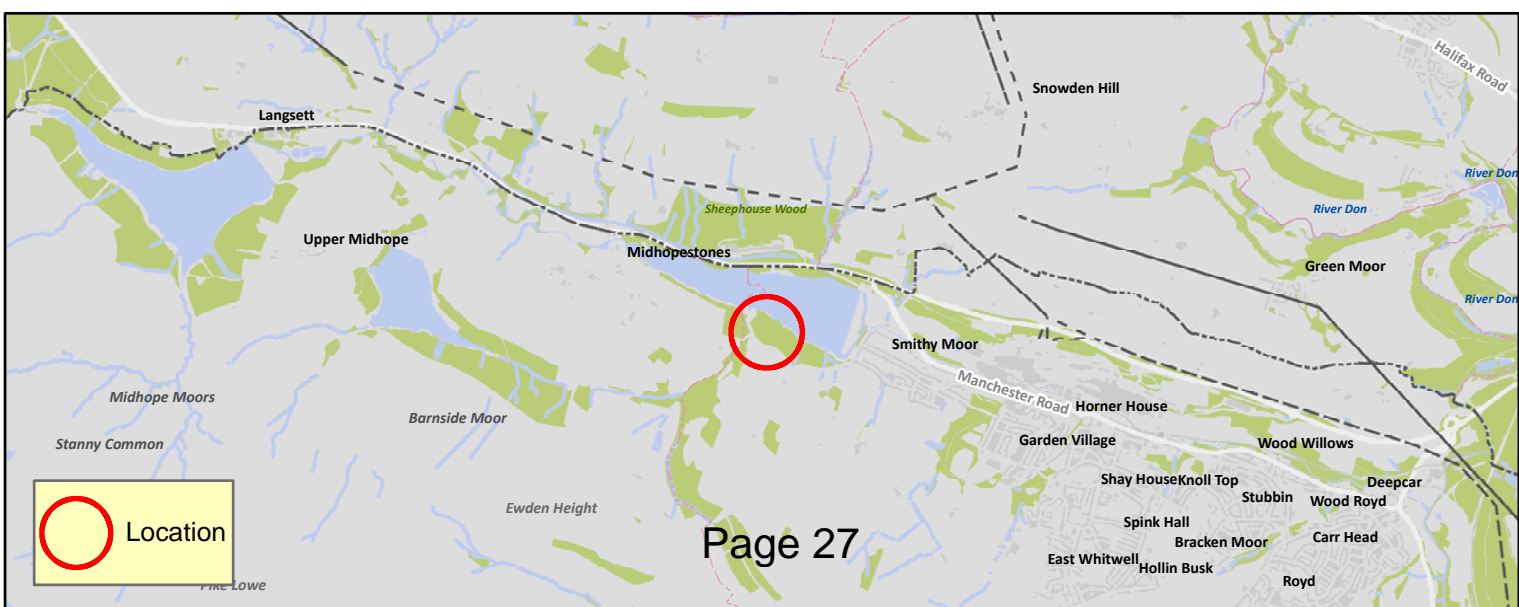 Halifax Road
Snowden Hill
Langsett
River Don
Sheephouse Wood
River Don
Upper Midhope
Midhopestones
Green Moor
River Don
Smithy Moor
Manchester Road
Midhope Moors
Horner House
Barnside Moor
Stanny Common
Garden Village
Wood Willows
Shay House
Knoll Top
Deepcar
Stubbin
Wood Royd
Ewden Height
Spink Hall
Location
Page 27
Bracken Moor
Carr Head
East Whitwell
Hollin Busk
Pike Lowe
Royd